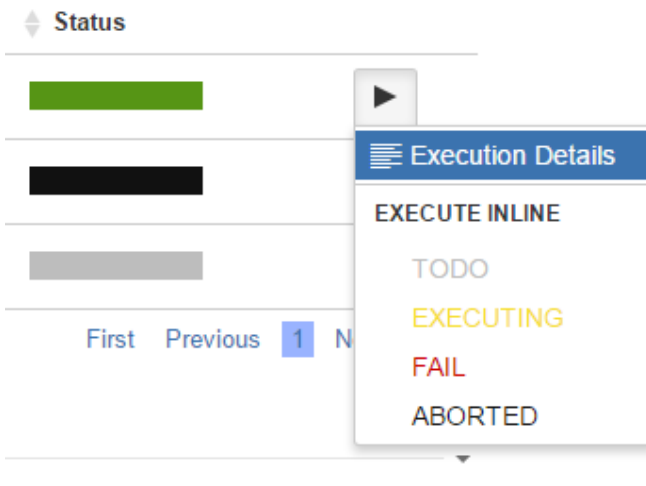 Status
Execution Details
EXECUTE INLINE
TODO
EXECUTING
First Previous 1
FAIL
ABORTED